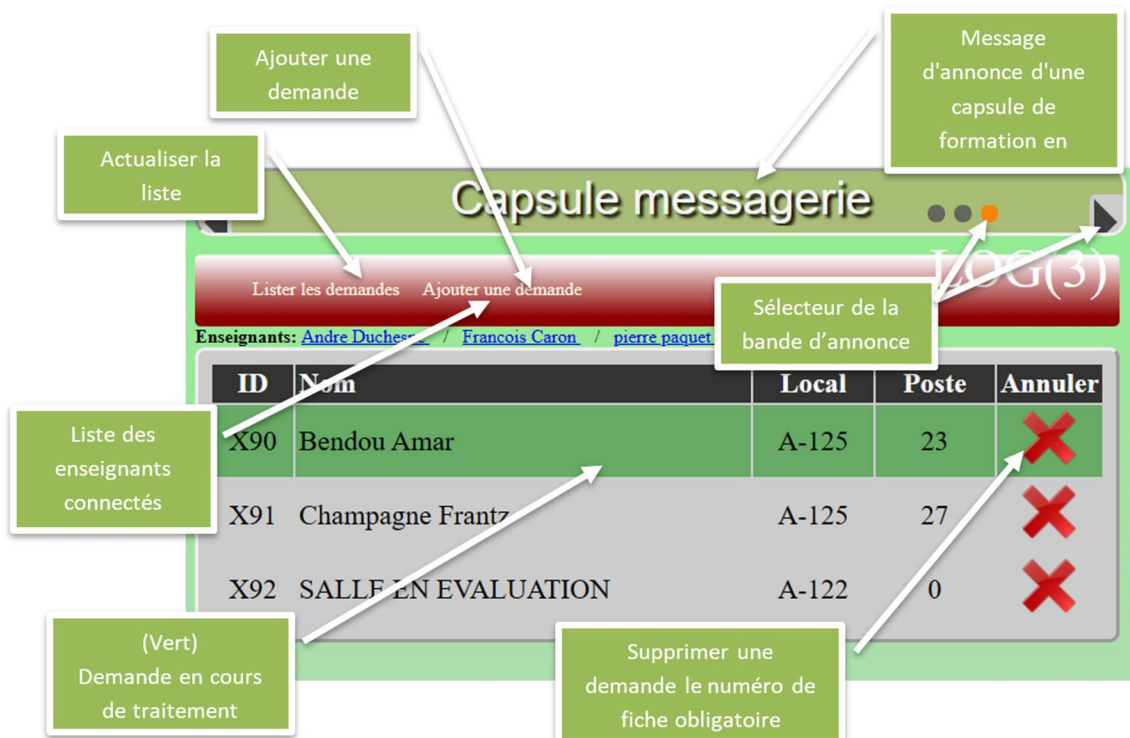 Ajouter une
demande
Message
d'annonce d'une
capsule de
formation en
Actualiser la
liste
Capsule messagerie
LOG(3)
Lister les demandes Ajouter une demande
Sélecteur de la
bande d'annonce
Enseignants: Andre Duchesne / Francois Caron / pierre paquet
ID Nom Local Poste Annuler
Liste des
enseignants
connectés
X90 Bendou Amar A-125 23
X91 Champagne Frantz A-125 27
X92 SALLE EN EVALUATION A-122 0
(Vert)
Demande en cours
de traitement
Supprimer une
demande le numéro de
fiche obligatoire